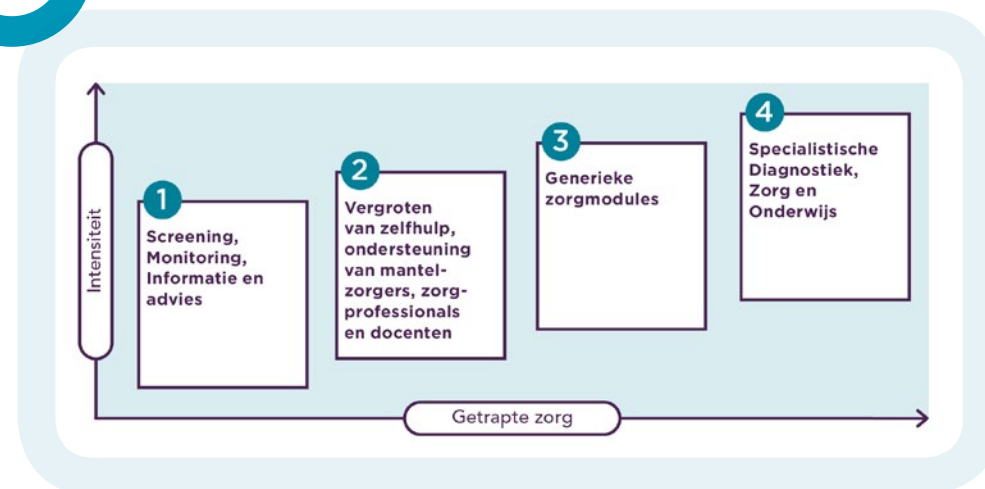 Intensiteit
1
Screening,
Monitoring,
Informatie en
advies
2
Vergroten
van zelfhulp,
ondersteuning
van mantel-
zorgers, zorg-
professionals
en docenten
3
Generieke
zorgmodules
4
Specialistische
Diagnostiek,
Zorg en
Onderwijs
Getrapte zorg